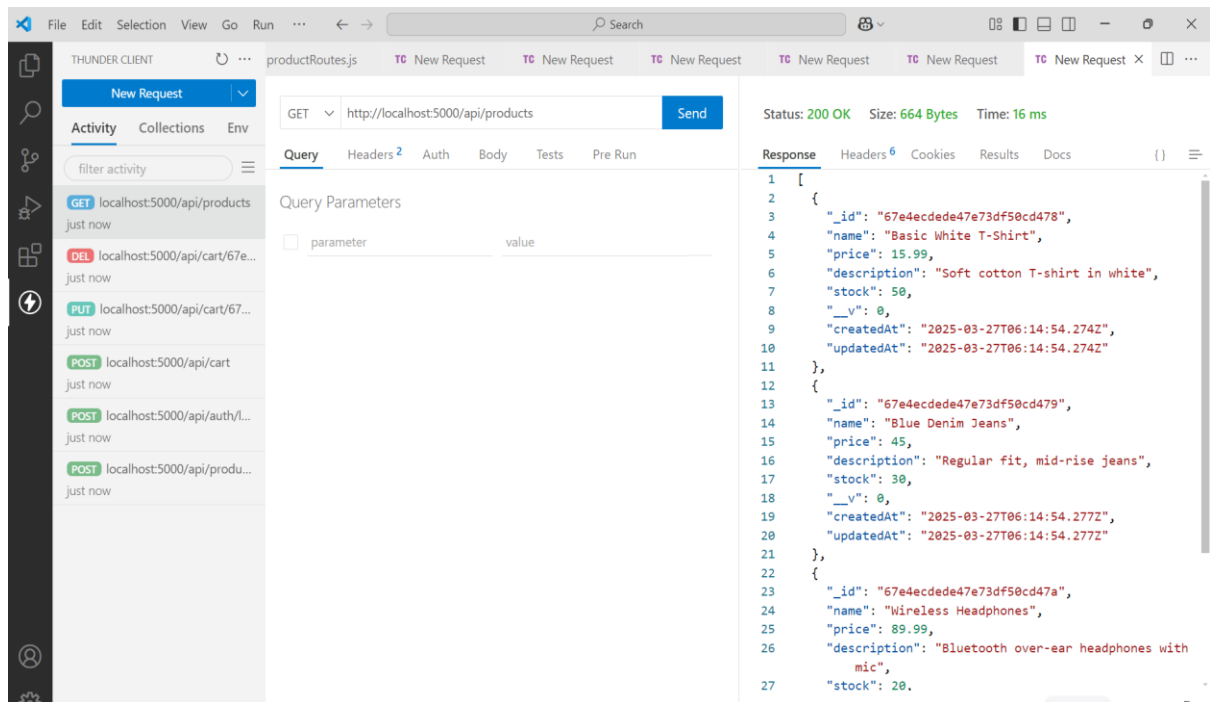 File Edit Selection View Go Run ··· Search
THUNDER CLIENT ···
productRoutes.js TC New Request TC New Request TC New Request TC New Request TC New Request TC New Request ···
New Request
Activity Collections Env
filter activity
GET localhost:5000/api/products
just now
DEL localhost:5000/api/cart/67e...
just now
PUT localhost:5000/api/cart/67...
just now
POST localhost:5000/api/cart
just now
POST localhost:5000/api/auth/l...
just now
POST localhost:5000/api/produ...
just now
GET http://localhost:5000/api/products Send
Query Headers 2 Auth Body Tests Pre Run
Query Parameters
parameter value
Status: 200 OK Size: 664 Bytes Time: 16 ms
Response Headers 6 Cookies Results Docs {}
1 [
2 {
3 "_id": "67e4ecdede47e73df50cd478",
4 "name": "Basic White T-Shirt",
5 "price": 15.99,
6 "description": "Soft cotton T-shirt in white",
7 "stock": 50,
8 "__v": 0,
9 "createdAt": "2025-03-27T06:14:54.274Z",
10 "updatedAt": "2025-03-27T06:14:54.274Z"
11 },
12 {
13 "_id": "67e4ecdede47e73df50cd479",
14 "name": "Blue Denim Jeans",
15 "price": 45,
16 "description": "Regular fit, mid-rise jeans",
17 "stock": 30,
18 "__v": 0,
19 "createdAt": "2025-03-27T06:14:54.277Z",
20 "updatedAt": "2025-03-27T06:14:54.277Z"
21 },
22 {
23 "_id": "67e4ecdede47e73df50cd47a",
24 "name": "Wireless Headphones",
25 "price": 89.99,
26 "description": "Bluetooth over-ear headphones with
mic",
27 "stock": 20,